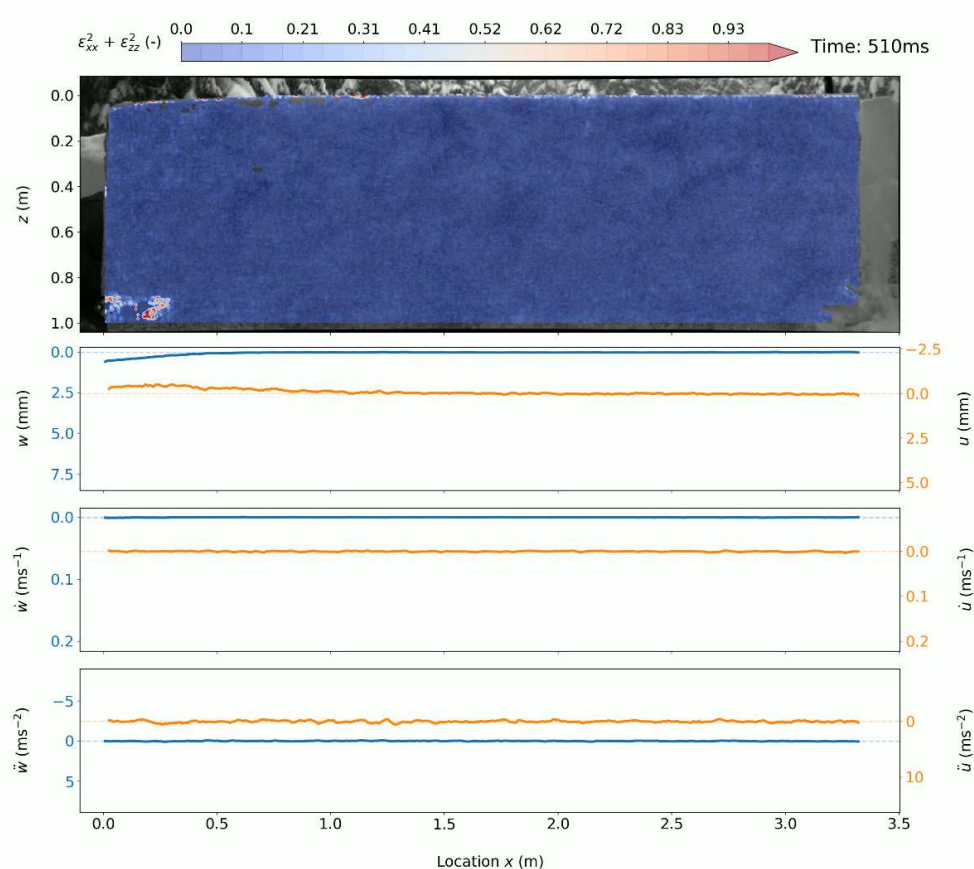 ε²ₓₓ + ε²_zz (-)
0.0 0.1 0.21 0.31 0.41 0.52 0.62 0.72 0.83 0.93
Time: 510ms
z (m)
0.0
0.2
0.4
0.6
0.8
1.0
w (mm)
0.0
2.5
5.0
7.5
−2.5
0.0
2.5
5.0
u (mm)
ẇ (ms⁻¹)
0.0
0.1
0.2
0.0
0.1
0.2
u̇ (ms⁻¹)
ẅ (ms⁻²)
−5
0
5
0
10
ü (ms⁻²)
0.0 0.5 1.0 1.5 2.0 2.5 3.0 3.5
Location x (m)